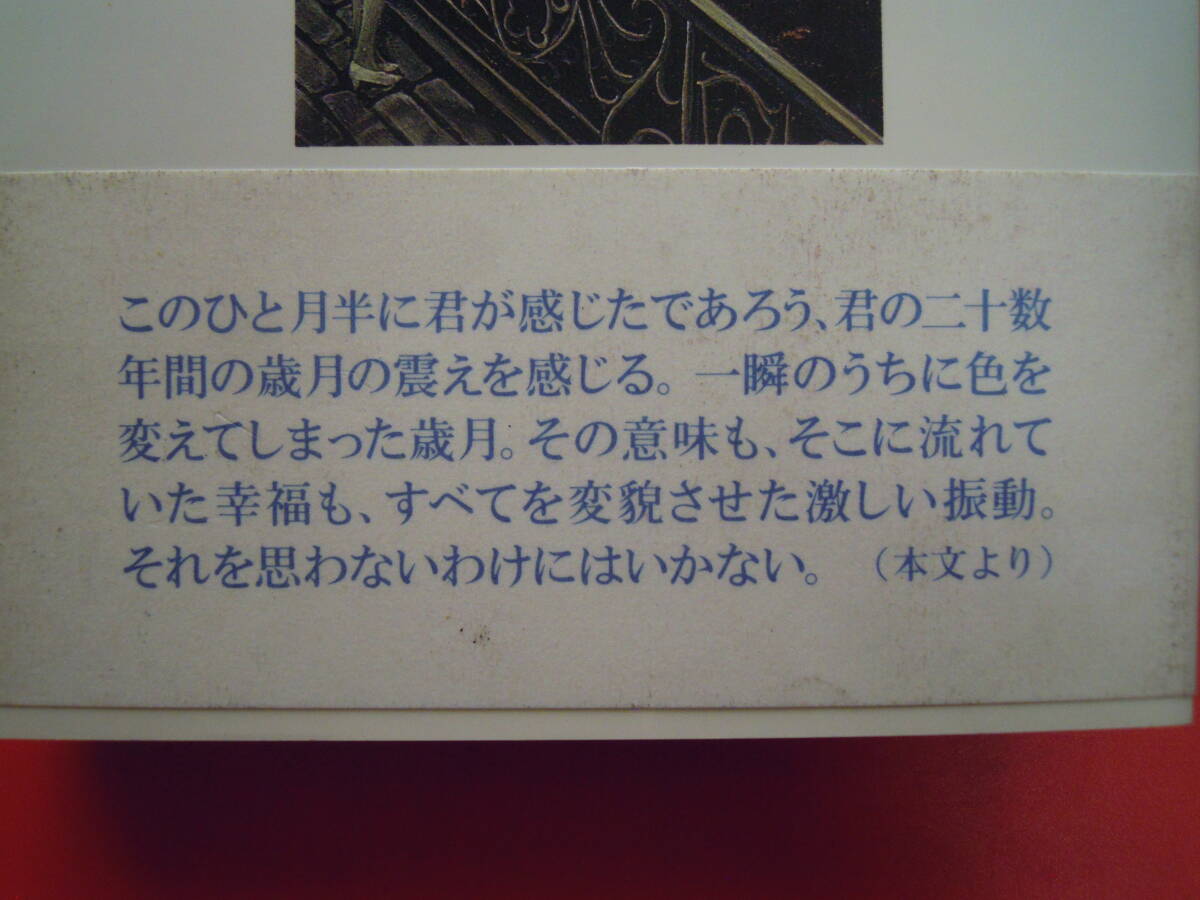 このひと月半に君が感じたであろう、君の二十数
年間の歳月の震えを感じる。一瞬のうちに色を
変えてしまった歳月。その意味も、そこに流れて
いた幸福も、すべてを変貌させた激しい振動。
それを思わないわけにはいかない。（本文より）